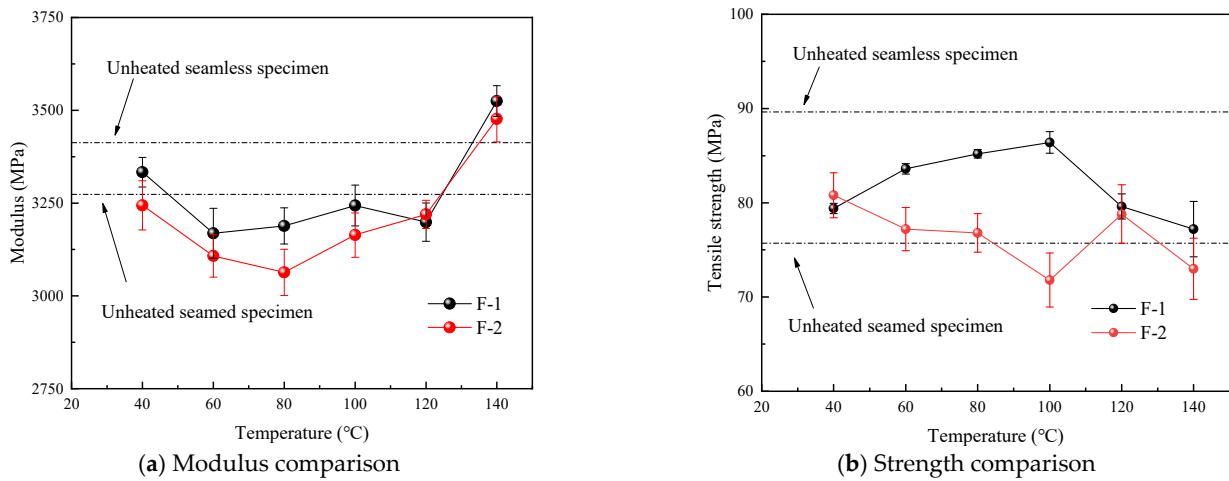 3750
3500
3250
3000
2750
Modulus (MPa)
Unheated seamless specimen
Unheated seamed specimen
F-1
F-2
20 40 60 80 100 120 140
Temperature (℃)
(a) Modulus comparison
100
90
80
70
60
Tensile strength (MPa)
Unheated seamless specimen
Unheated seamed specimen
F-1
F-2
20 40 60 80 100 120 140
Temperature (℃)
(b) Strength comparison